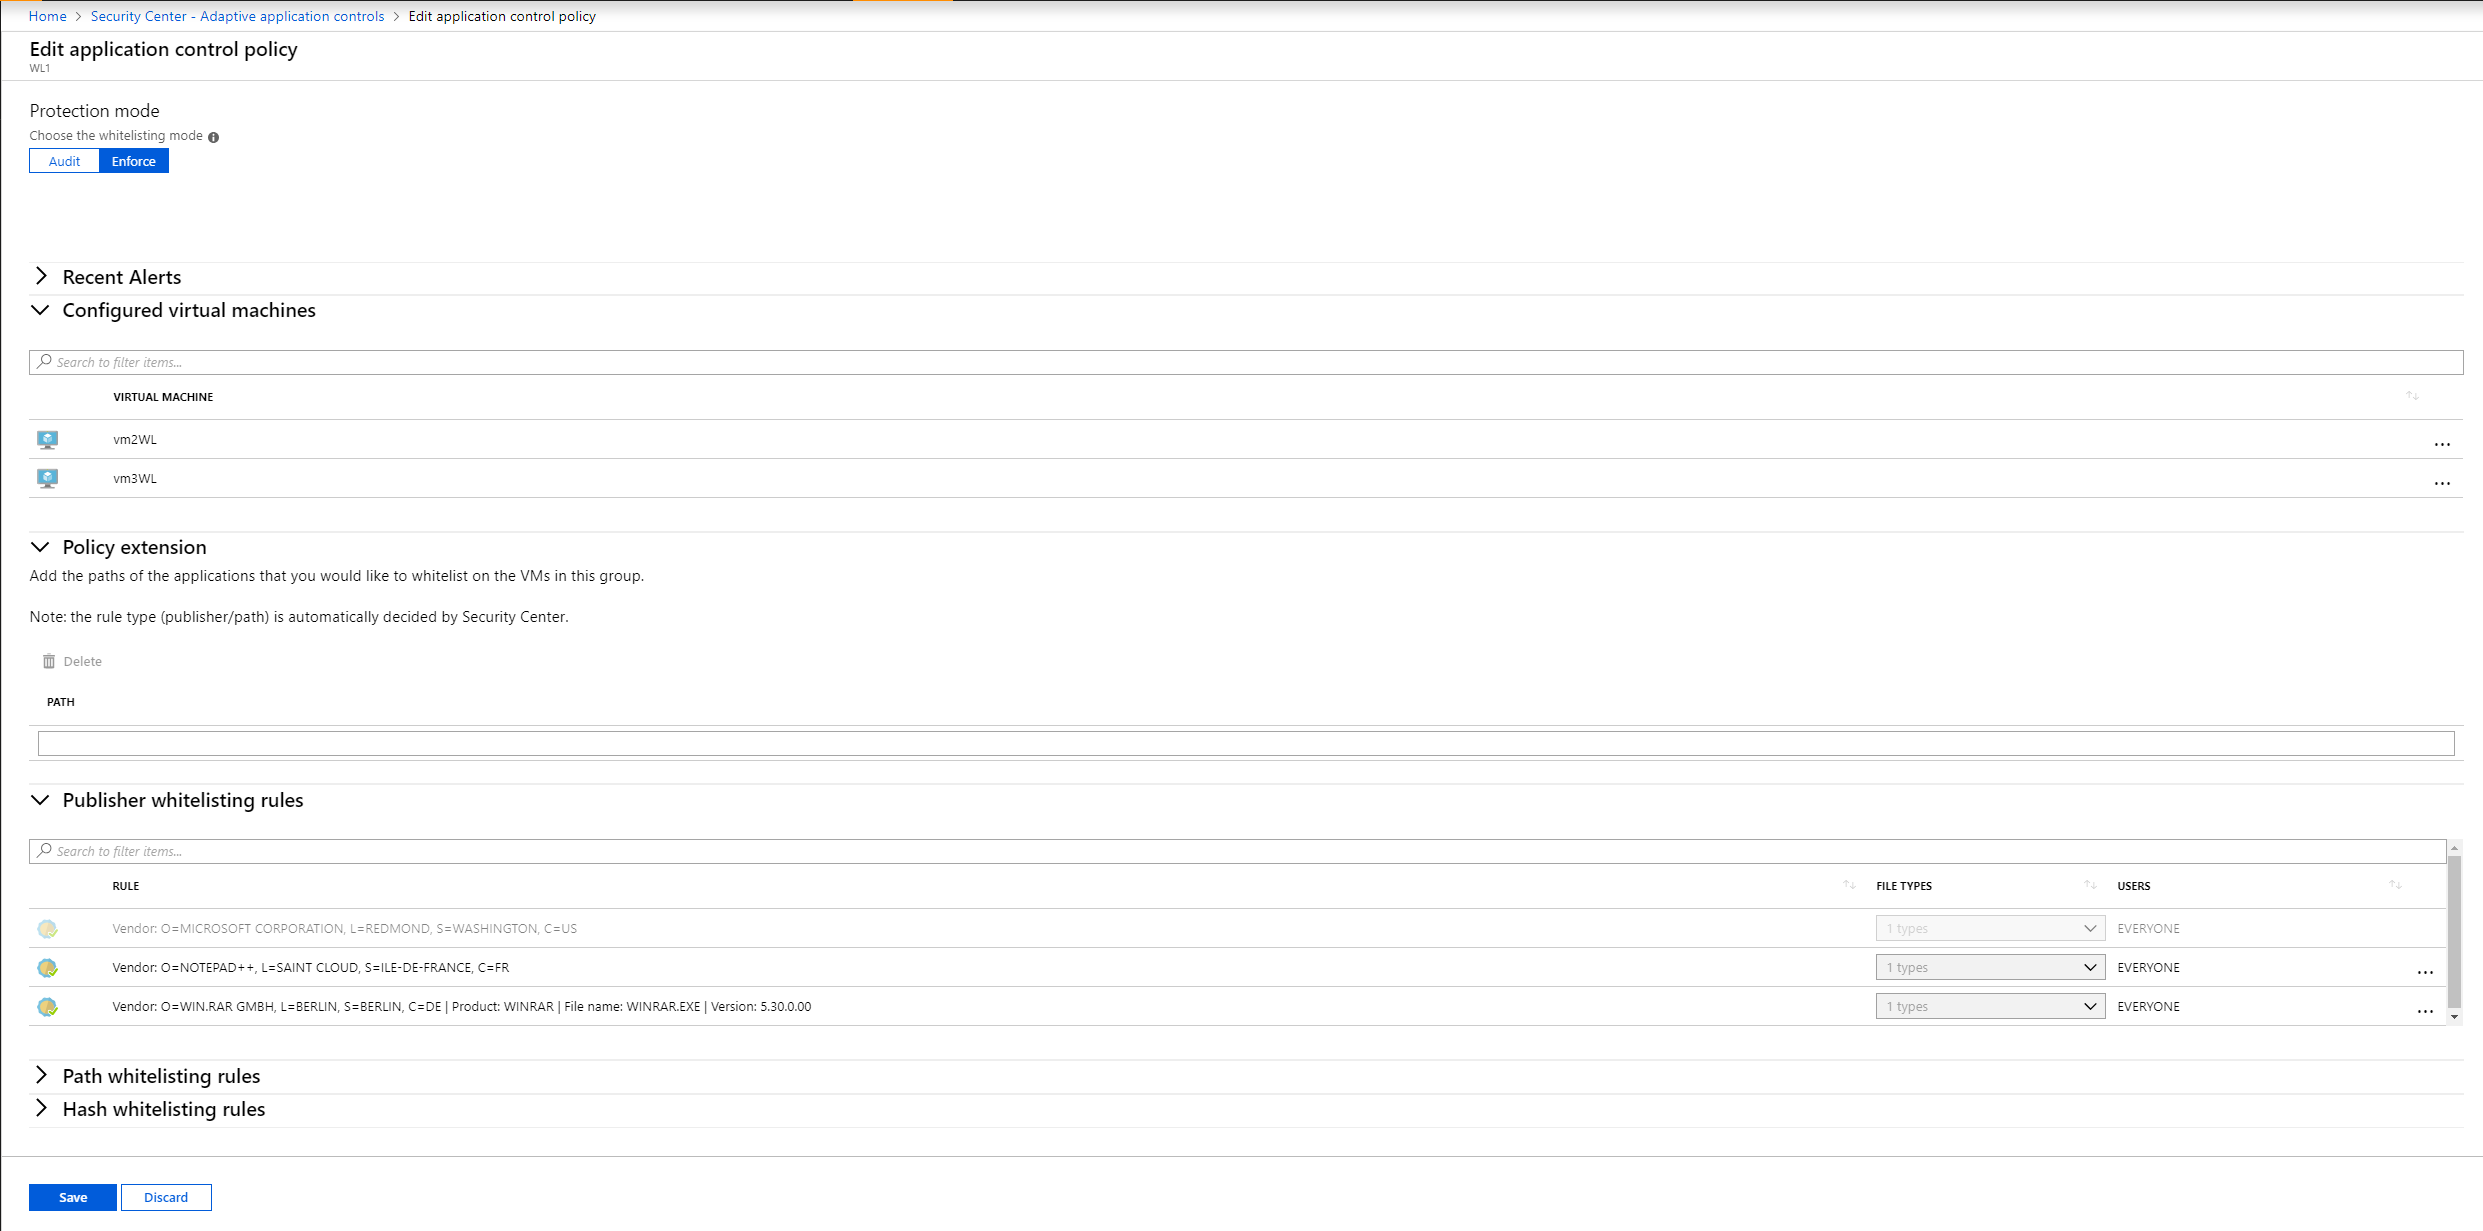 Home > Security Center - Adaptive application controls > Edit application control policy
Edit application control policy
WL1
Protection mode
Choose the whitelisting mode
Audit Enforce
Recent Alerts
Configured virtual machines
Search to filter items...
VIRTUAL MACHINE
vm2WL ...
vm3WL ...
Policy extension
Add the paths of the applications that you would like to whitelist on the VMs in this group.
Note: the rule type (publisher/path) is automatically decided by Security Center.
Delete
PATH
Publisher whitelisting rules
Search to filter items...
RULE FILE TYPES USERS
Vendor: O=MICROSOFT CORPORATION, L=REDMOND, S=WASHINGTON, C=US 1 types EVERYONE
Vendor: O=NOTEPAD++, L=SAINT CLOUD, S=ILE-DE-FRANCE, C=FR 1 types EVERYONE ...
Vendor: O=WIN.RAR GMBH, L=BERLIN, S=BERLIN, C=DE | Product: WINRAR | File name: WINRAR.EXE | Version: 5.30.0.00 1 types EVERYONE ...
Path whitelisting rules
Hash whitelisting rules
Save Discard